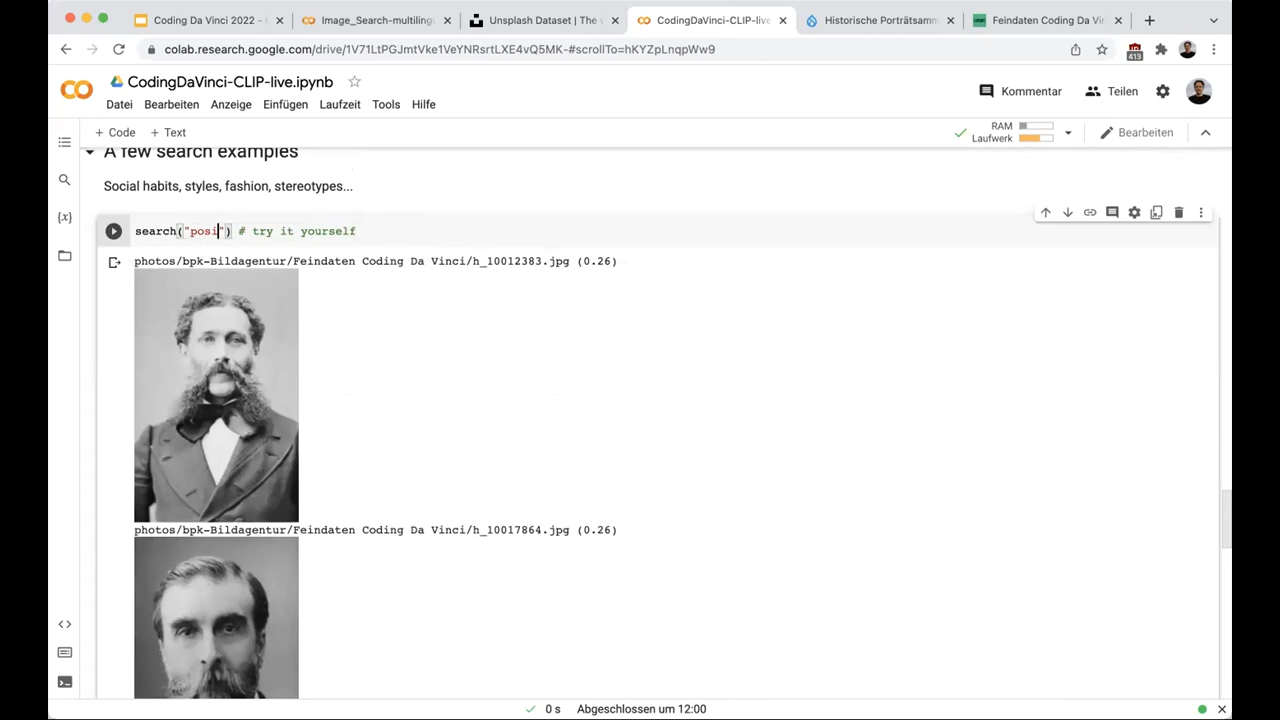 Coding Da Vinci 2022 –
Image_Search-multiling
Unsplash Dataset | The
CodingDaVinci-CLIP-live
Historische Porträtsamm
Feindaten Coding Da Vin
colab.research.google.com/drive/1V71LtPGJmtVke1VeYNRsrtLXE4vQ5MK-#scrollTo=hKYZpLnqpWw9
413
CodingDaVinci-CLIP-live.ipynb
Datei Bearbeiten Anzeige Einfügen Laufzeit Tools Hilfe
Kommentar Teilen
+ Code + Text
RAM
Laufwerk
Bearbeiten
A few search examples
Social habits, styles, fashion, stereotypes...
search("posi") # try it yourself
photos/bpk-Bildagentur/Feindaten Coding Da Vinci/h_10012383.jpg (0.26)
photos/bpk-Bildagentur/Feindaten Coding Da Vinci/h_10017864.jpg (0.26)
0 s Abgeschlossen um 12:00